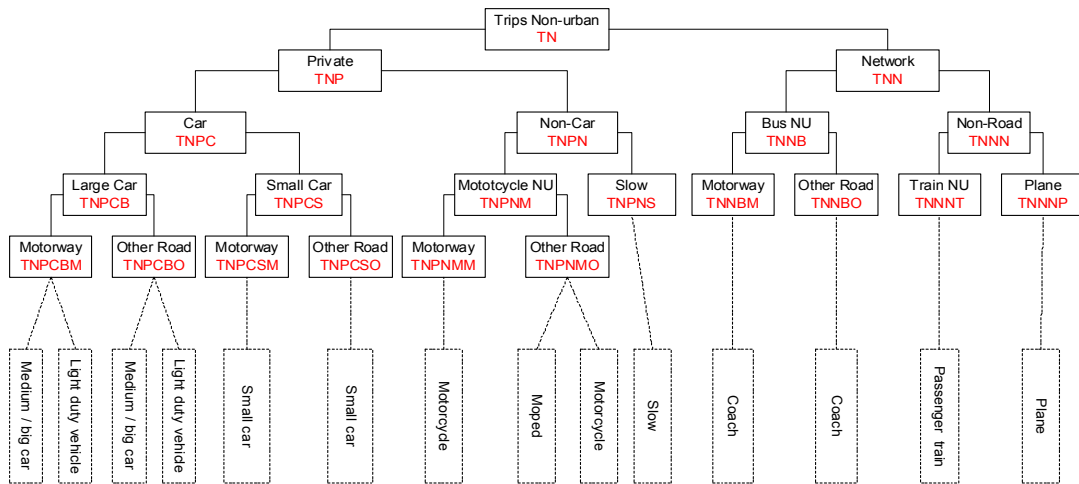 Trips Non-urban
TN
Private
TNP
Network
TNN
Car
TNPC
Non-Car
TNPN
Bus NU
TNNB
Non-Road
TNNN
Large Car
TNPCB
Small Car
TNPCS
Mototcycle NU
TNPNM
Slow
TNPNS
Motorway
TNNBM
Other Road
TNNBO
Train NU
TNNNT
Plane
TNNNP
Motorway
TNPCBM
Other Road
TNPCBO
Motorway
TNPCSM
Other Road
TNPCSO
Motorway
TNPNMM
Other Road
TNPNMO
Medium / big car
Light duty vehicle
Medium / big car
Light duty vehicle
Small car
Small car
Motorcycle
Moped
Motorcycle
Slow
Coach
Coach
Passenger train
Plane